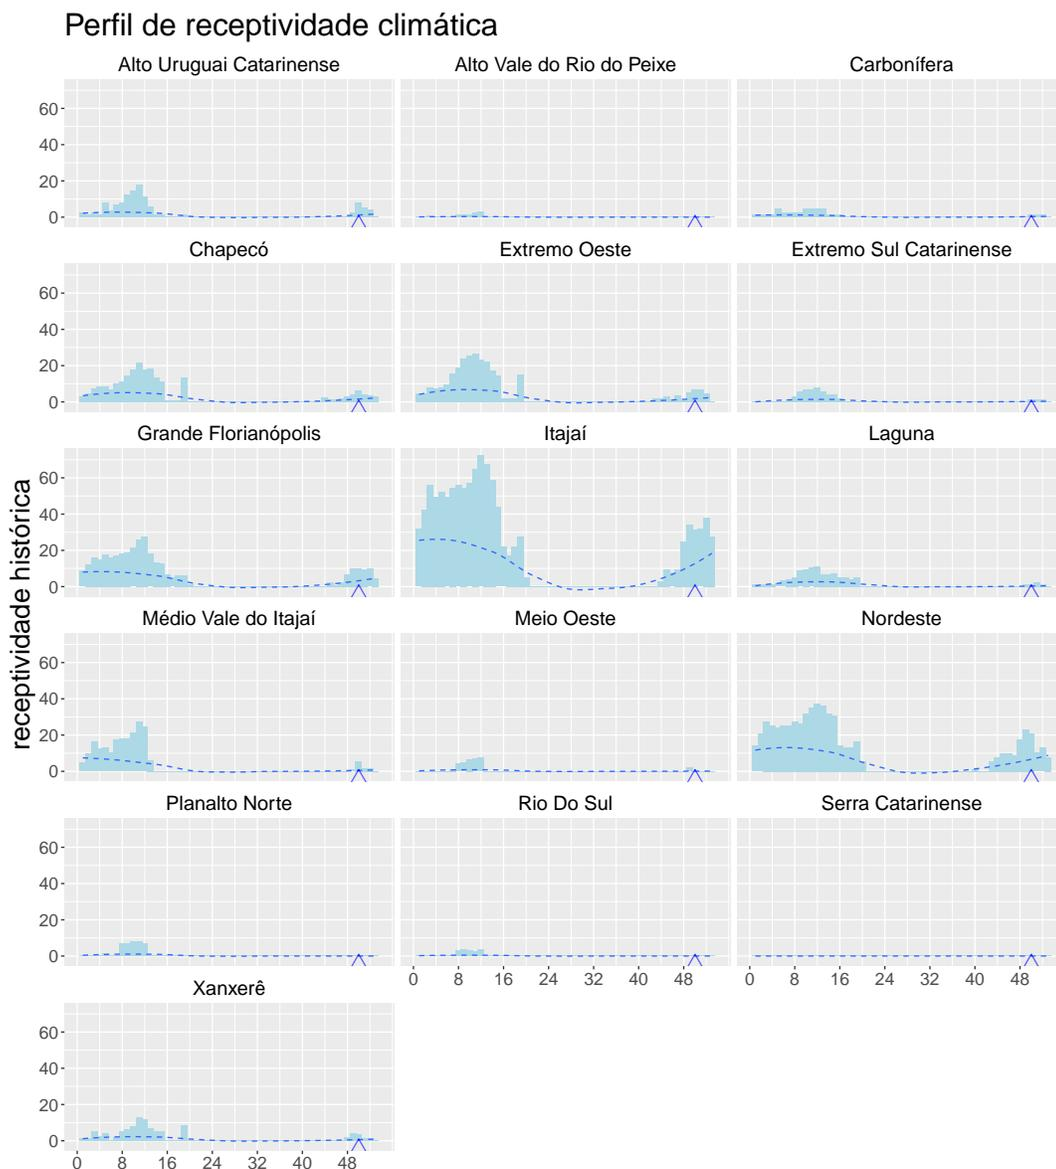 Perfil de receptividade climática
Alto Uruguai Catarinense
Alto Vale do Rio do Peixe
Carbonífera
60
40
20
0
Chapecó
Extremo Oeste
Extremo Sul Catarinense
60
40
20
0
Grande Florianópolis
Itajaí
Laguna
60
40
20
0
receptividade histórica
Médio Vale do Itajaí
Meio Oeste
Nordeste
60
40
20
0
Planalto Norte
Rio Do Sul
Serra Catarinense
60
40
20
0
0 8 16 24 32 40 48
0 8 16 24 32 40 48
Xanxerê
60
40
20
0
0 8 16 24 32 40 48